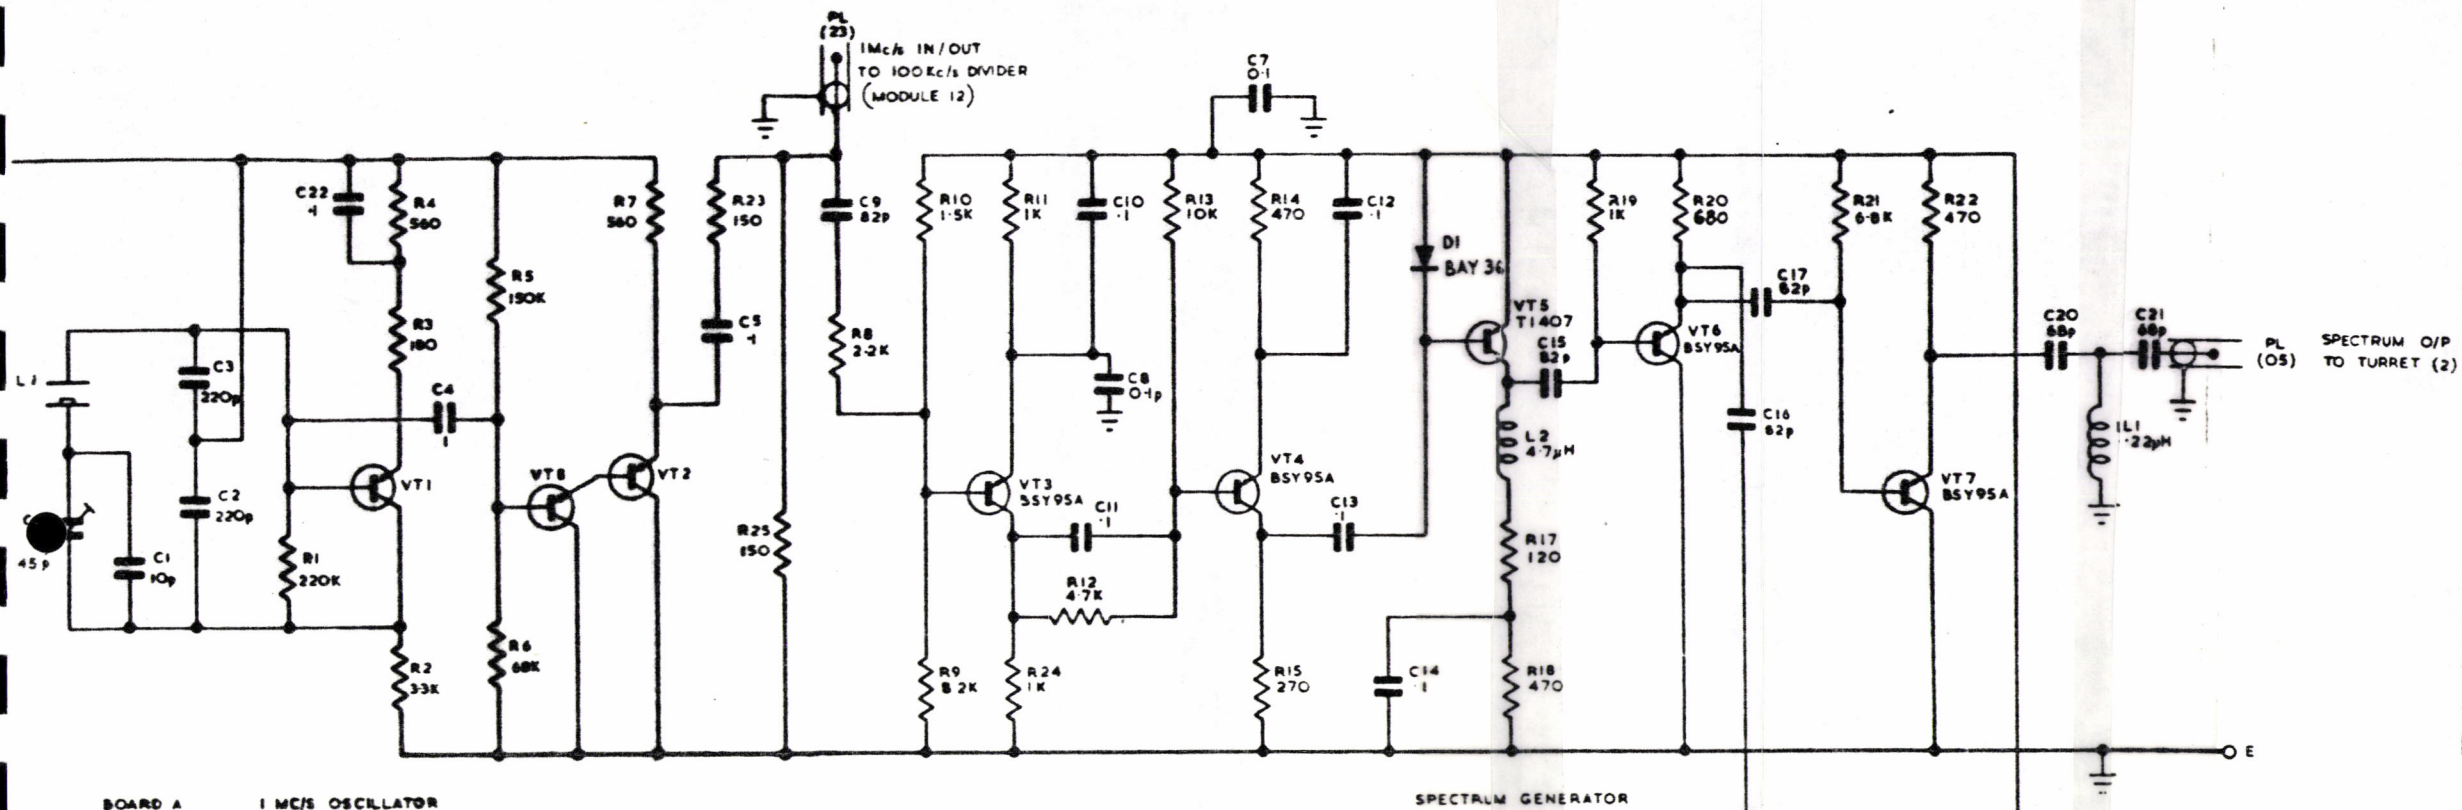 PL
(23)
1Mc/s IN/OUT
TO 100Kc/s DIVIDER
(MODULE 12)
C7
0·1
C22
·1
R4
560
R7
560
R23
150
C9
82p
R10
1·5K
R11
1K
C10
·1
R13
10K
R14
470
C12
·1
R19
1K
R20
680
R21
6·8K
R22
470
D1
BAY 36
R5
150K
C17
82p
VT5
T1407
R3
180
C5
·1
R8
2·2K
C15
82p
VT6
BSY95A
C20
68p
C21
68p
PL
(05)
SPECTRUM O/P
TO TURRET (2)
C3
220p
C4
·1
C8
0·1p
C16
82p
L2
4·7µH
L1
·22µH
VT1
VT8
VT2
VT3
BSY95A
VT4
BSY95A
VT7
BSY95A
C2
220p
C11
·1
C13
·1
45p
C1
10p
R1
220K
R25
150
R17
120
R12
4·7K
R2
3·3K
R6
68K
R9
8·2K
R24
1K
R15
270
C14
·1
R18
470
E
BOARD A
1 MC/S OSCILLATOR
SPECTRUM GENERATOR